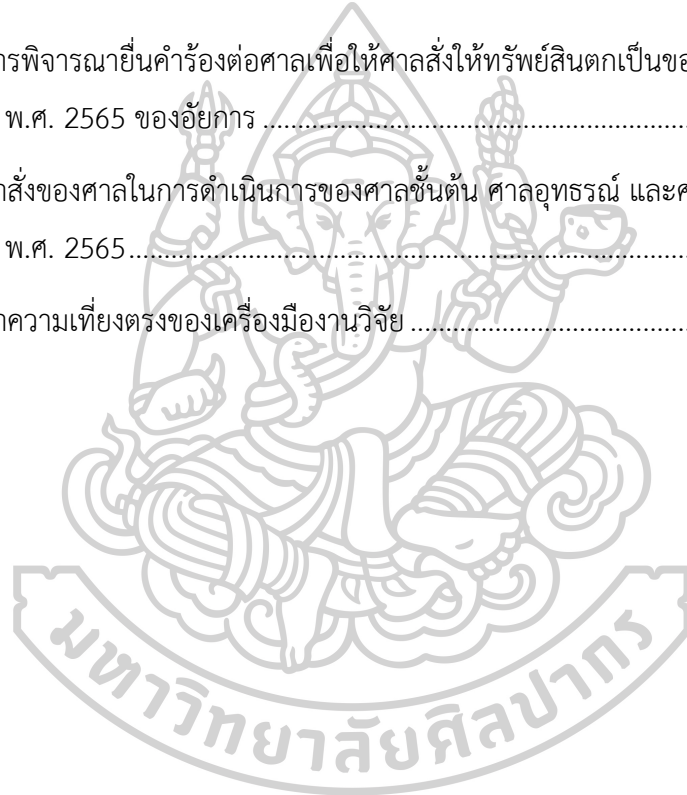 ารพิจารณายื่นคำร้องต่อศาลเพื่อให้ศาลสั่งให้ทรัพย์สินตกเป็นขอ
พ.ศ. 2565 ของอัยการ ............................................................
าสั่งของศาลในการดำเนินการของศาลชั้นต้น ศาลอุทธรณ์ และศ
พ.ศ. 2565................................................................................
าความเที่ยงตรงของเครื่องมืองานวิจัย ........................................
มหาวิทยาลัยศิลปากร